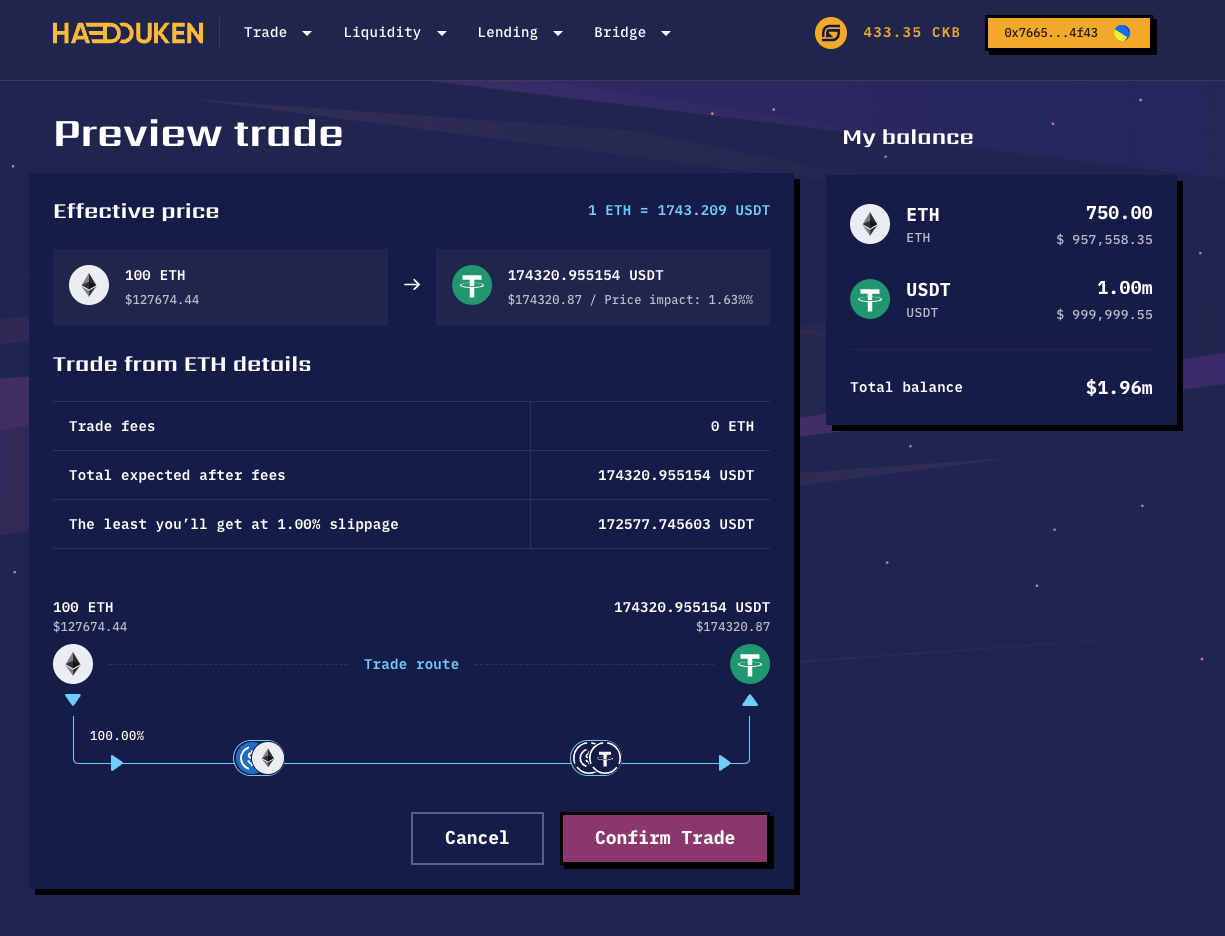 HADOUKEN
Trade
Liquidity
Lending
Bridge
433.35 CKB
0x7665...4f43
Preview trade
Effective price
1 ETH = 1743.209 USDT
100 ETH
$127674.44
174320.955154 USDT
$174320.87 / Price impact: 1.63%%
Trade from ETH details
Trade fees
0 ETH
Total expected after fees
174320.955154 USDT
The least you’ll get at 1.00% slippage
172577.745603 USDT
100 ETH
$127674.44
174320.955154 USDT
$174320.87
Trade route
100.00%
Cancel
Confirm Trade
My balance
ETH
750.00
ETH
$ 957,558.35
USDT
1.00m
USDT
$ 999,999.55
Total balance
$1.96m